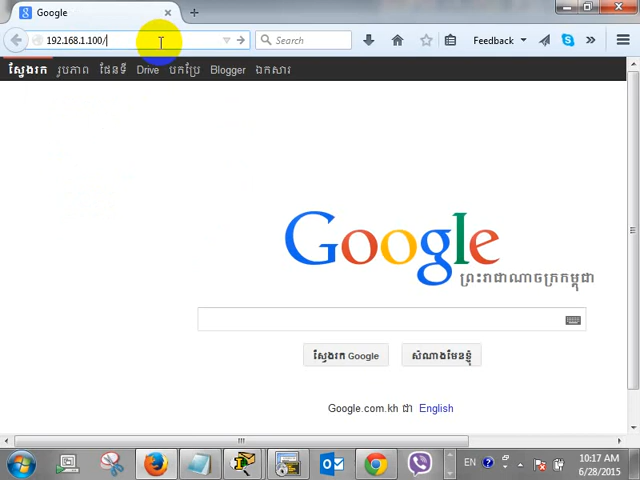 Google
192.168.1.100/
Search
Feedback
ស្វែងរក រូបភាព ផែនទី Drive បកប្រែ Blogger ឯកសារ
Google
ព្រះរាជាណាចក្រកម្ពុជា
ស្វែងរក Google
សំណាងមែនខ្ញុំ
Google.com.kh ជា English
EN
10:17 AM
6/28/2015